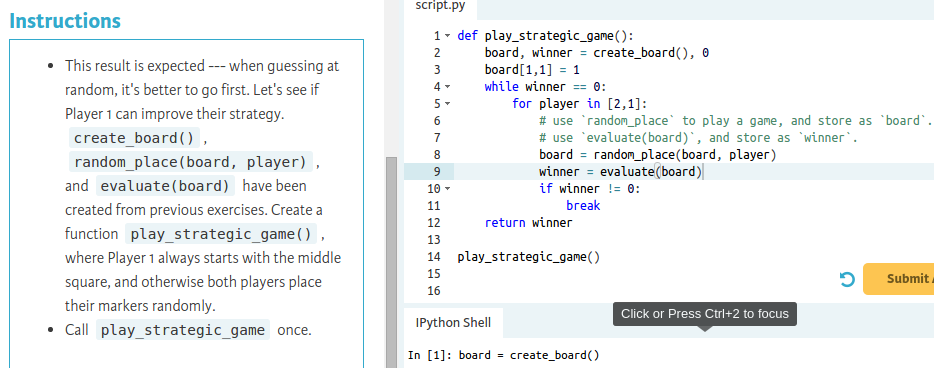 Instructions
• This result is expected --- when guessing at
random, it's better to go first. Let's see if
Player 1 can improve their strategy.
create_board() ,
random_place(board, player) ,
and evaluate(board) have been
created from previous exercises. Create a
function play_strategic_game() ,
where Player 1 always starts with the middle
square, and otherwise both players place
their markers randomly.
• Call play_strategic_game once.
script.py
1 def play_strategic_game():
2     board, winner = create_board(), 0
3     board[1,1] = 1
4     while winner == 0:
5         for player in [2,1]:
6             # use `random_place` to play a game, and store as `board`.
7             # use `evaluate(board)`, and store as `winner`.
8             board = random_place(board, player)
9             winner = evaluate(board)
10             if winner != 0:
11                 break
12     return winner
13
14 play_strategic_game()
15
16
Submit
Click or Press Ctrl+2 to focus
IPython Shell
In [1]: board = create_board()